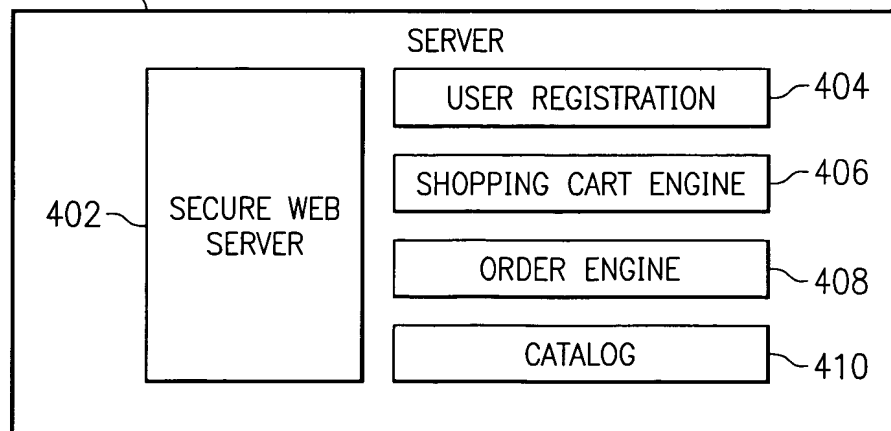 SERVER
USER REGISTRATION
404
SHOPPING CART ENGINE
406
402
SECURE WEB
SERVER
ORDER ENGINE
408
CATALOG
410